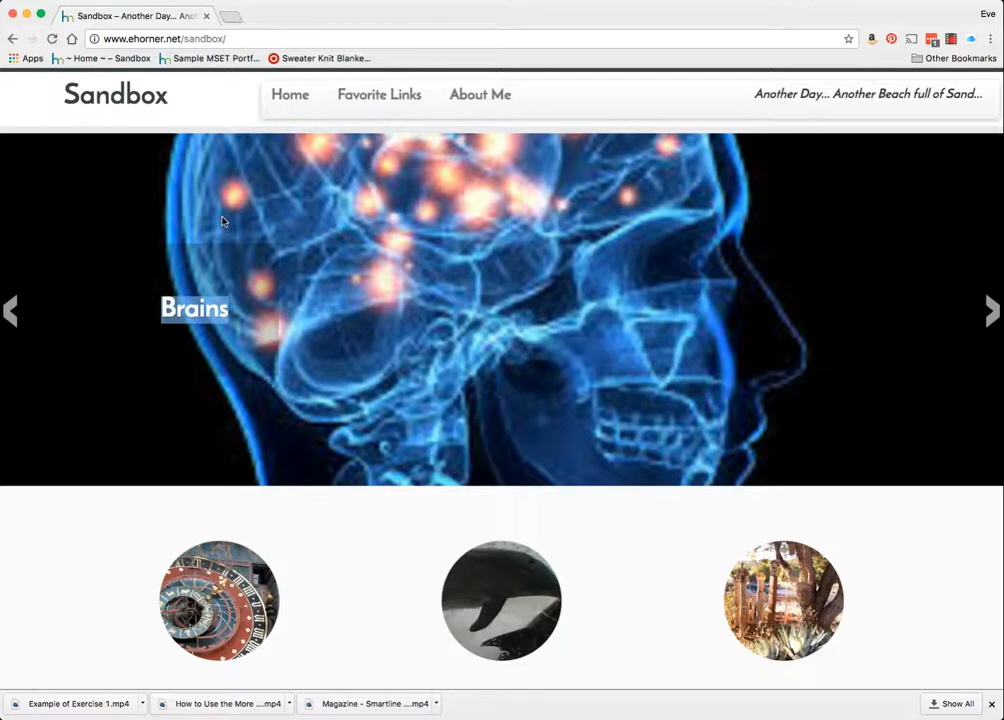 Sandbox – Another Day... Anot
Eve
www.ehorner.net/sandbox/
Apps
~ Home ~ – Sandbox
Sample MSET Portf...
Sweater Knit Blanke...
Other Bookmarks
Sandbox
Home
Favorite Links
About Me
Another Day... Another Beach full of Sand...
Brains
Example of Exercise 1.mp4
How to Use the More ....mp4
Magazine - Smartline ....mp4
Show All